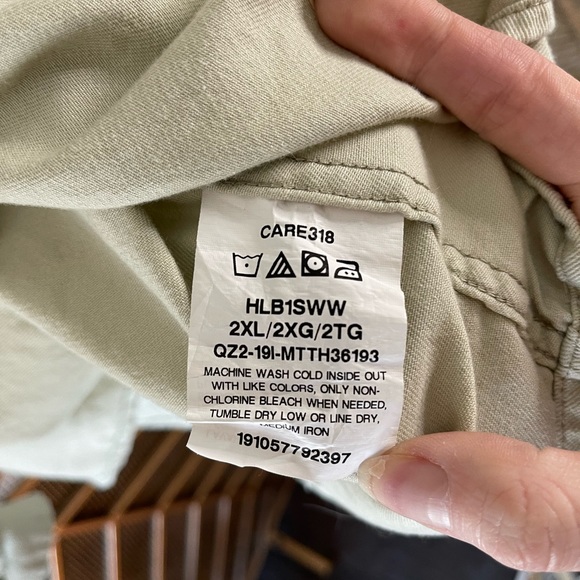 CARE318
HLB1SWW
2XL/2XG/2TG
QZ2-19I-MTTH36193
MACHINE WASH COLD INSIDE OUT
WITH LIKE COLORS, ONLY NON-
CHLORINE BLEACH WHEN NEEDED,
TUMBLE DRY LOW OR LINE DRY,
MEDIUM IRON
191057792397